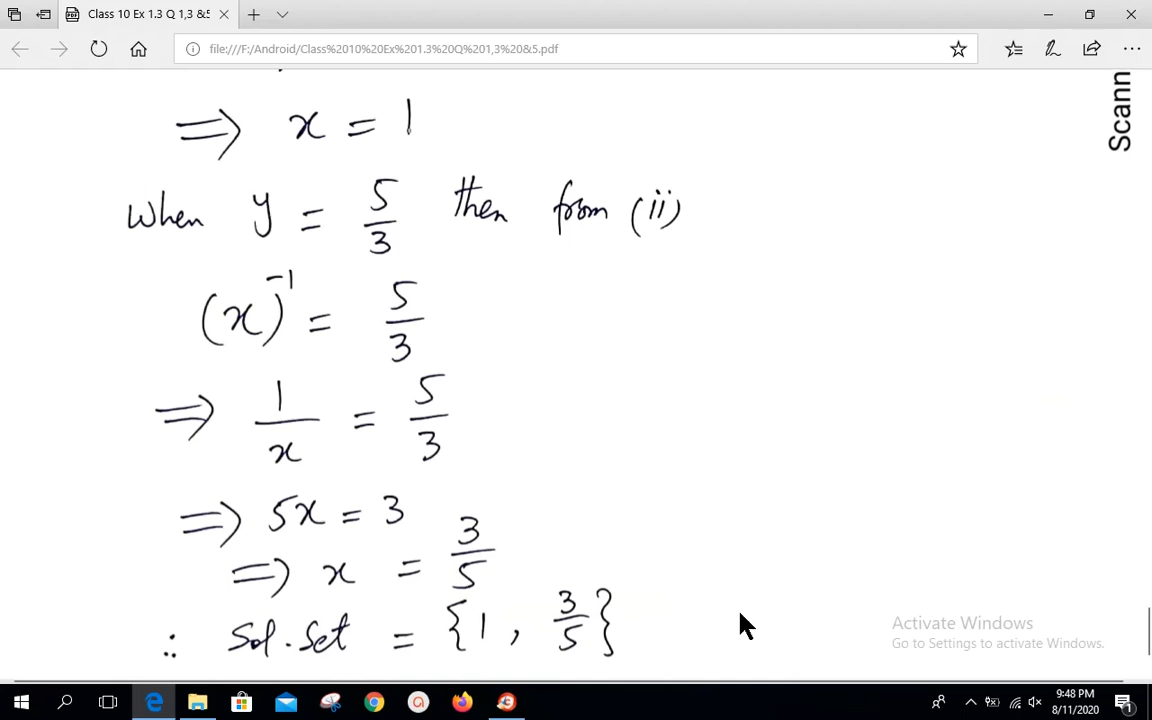 Class 10 Ex 1.3 Q 1,3 &5
file:///F:/Android/Class%2010%20Ex%201.3%20Q%201,3%20&5.pdf
Scann
⟹ x = 1
when y = 5/3 then from (ii)
(x)^-1 = 5/3
⟹ 1/x = 5/3
⟹ 5x = 3
⟹ x = 3/5
∴ Sol. Set = {1, 3/5}
Activate Windows
Go to Settings to activate Windows.
9:48 PM
8/11/2020
1